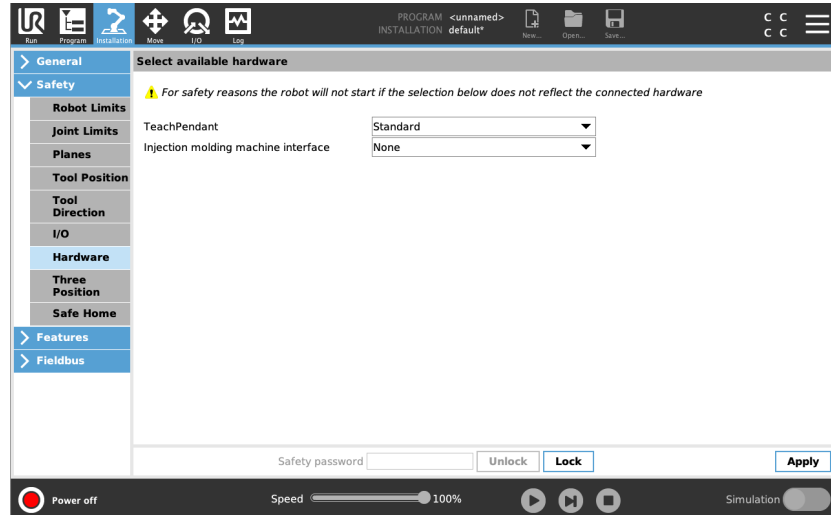 UR
Run
Program
Installation
Move
I/O
Log
PROGRAM <unnamed>
INSTALLATION default*
New...
Open...
Save...
C C
C C
General
Safety
Robot Limits
Joint Limits
Planes
Tool Position
Tool
Direction
I/O
Hardware
Three
Position
Safe Home
Features
Fieldbus
Select available hardware
For safety reasons the robot will not start if the selection below does not reflect the connected hardware
TeachPendant Standard
Injection molding machine interface None
Safety password Unlock Lock Apply
Power off Speed 100% Simulation